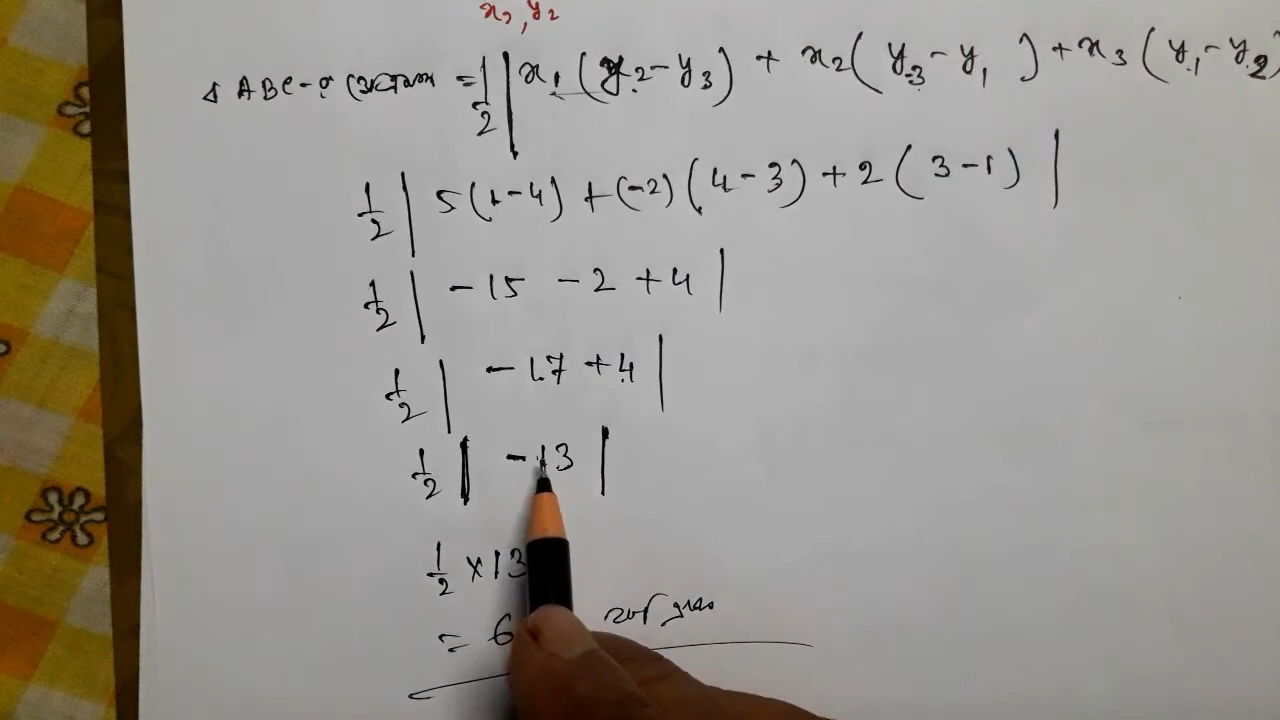 x₂, y₂
ABC = 1/2 | x₁ (y₂ - y₃) + x₂ ( y₃ - y₁ ) + x₃ ( y₁ - y₂
1/2 | 5(1-4) + (-2) (4-3) + 2 ( 3-1) |
1/2 | -15 -2 +4 |
1/2 | -17 +4 |
1/2 | -13 |
1/2 × 13
= 6